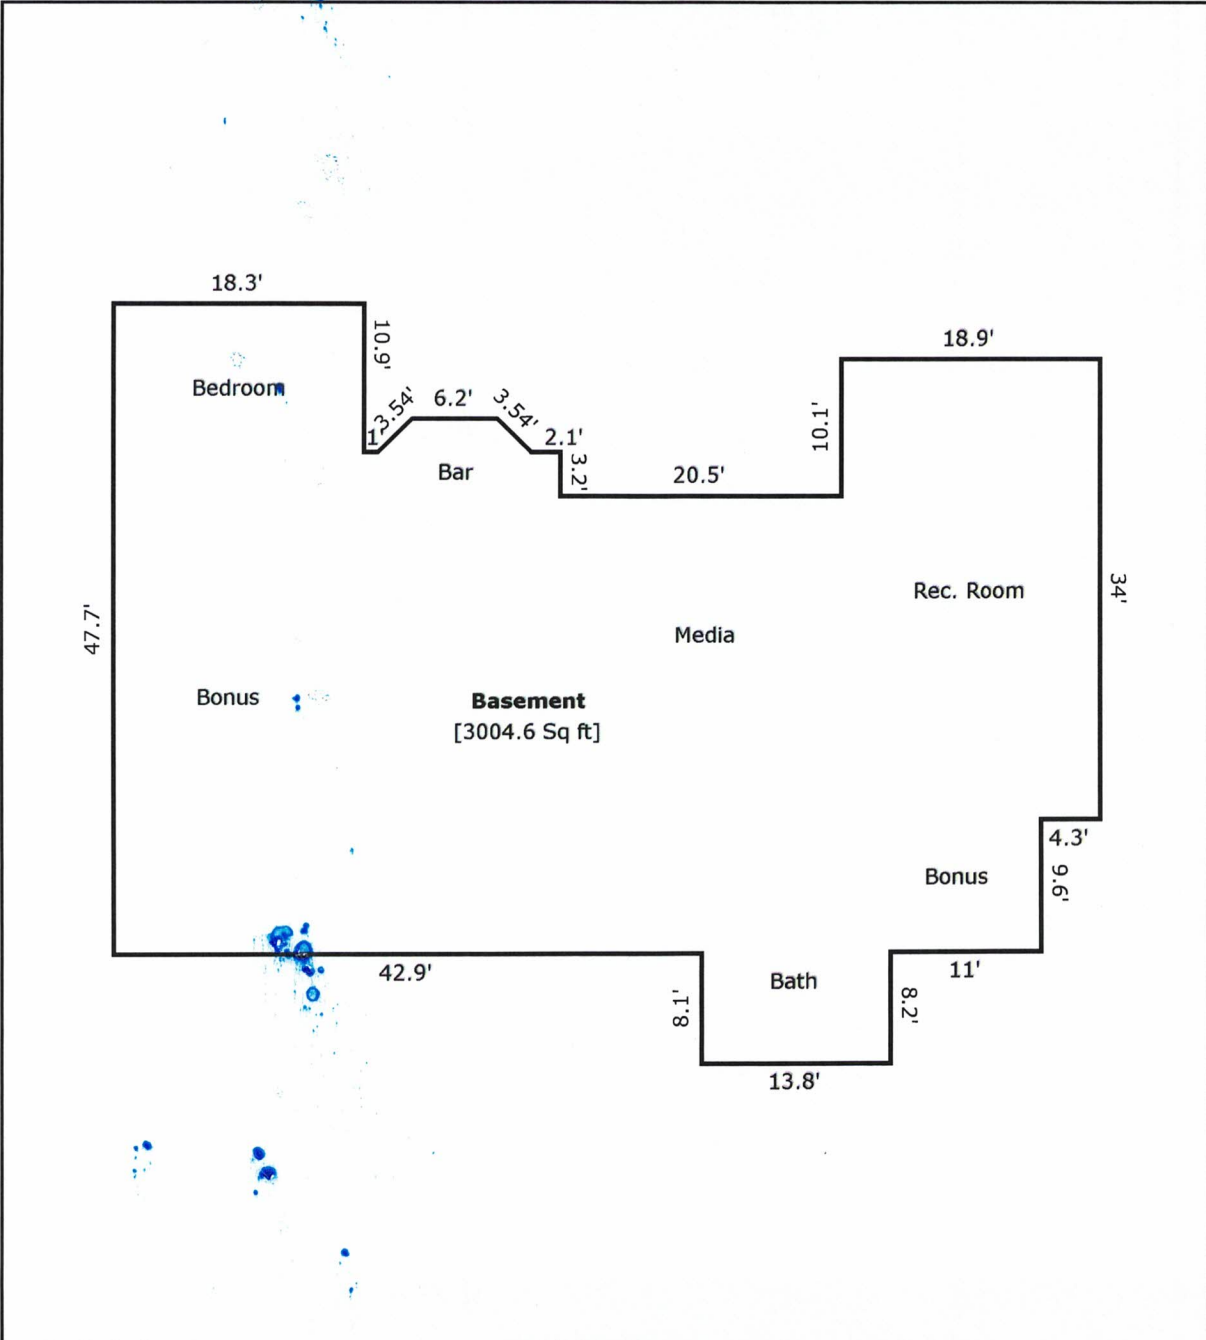 18.3'
10.9'
18.9'
Bedroom
3.54'
6.2'
3.54'
10.1'
1'
2.1'
Bar
3.2'
20.5'
Rec. Room
34'
47.7'
Media
Bonus
Basement
[3004.6 Sq ft]
4.3'
Bonus
9.6'
42.9'
Bath
11'
8.1'
8.2'
13.8'